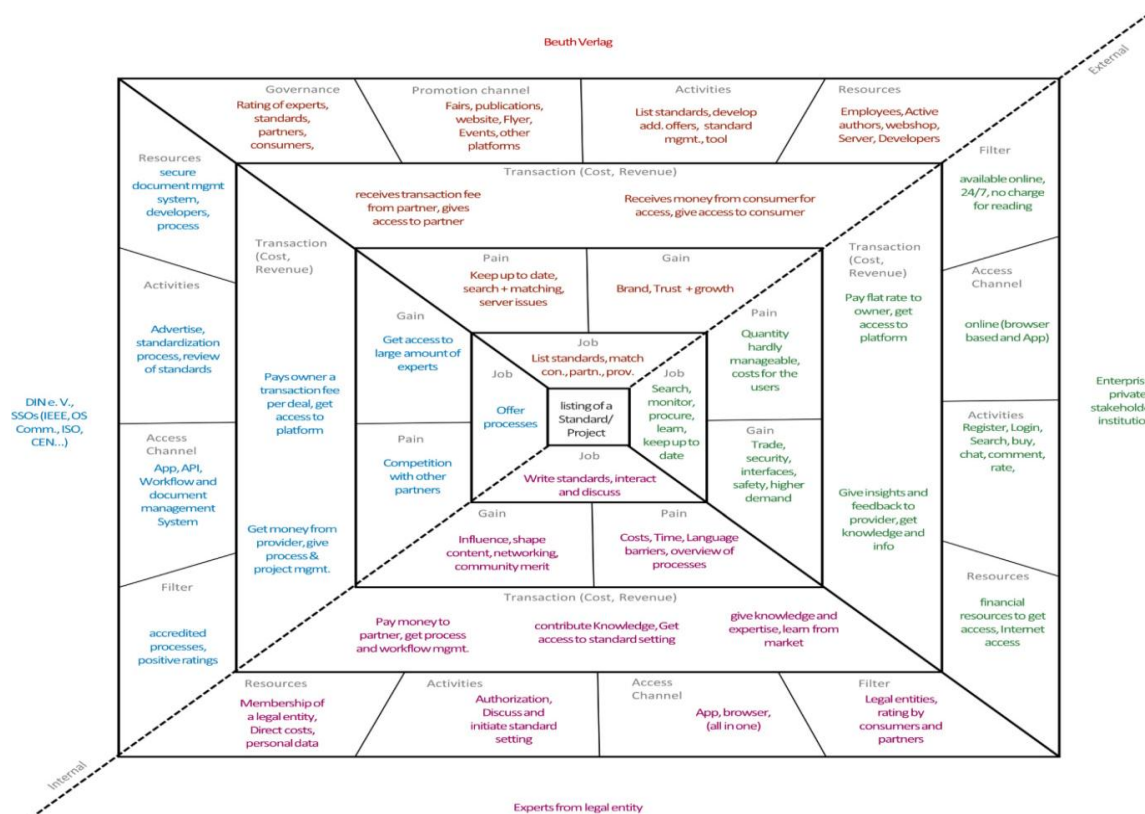 Beuth Verlag
External
Governance
Rating of experts,
standards,
partners,
consumers,
Promotion channel
Fairs, publications,
website, Flyer,
Events, other
platforms
Activities
List standards, develop
add. offers, standard
mgmt., tool
Resources
Employees, Active
authors, webshop,
Server, Developers
Transaction (Cost, Revenue)
receives transaction fee
from partner, gives
access to partner
Receives money from consumer for
access, give access to consumer
Pain
Keep up to date,
search + matching,
server issues
Gain
Brand, Trust + growth
Job
List standards, match
con., partn., prov.
DIN e. V.,
SSOs (IEEE, OS
Comm., ISO,
CEN...)
Resources
secure
document mgmt
system,
developers,
process
Activities
Advertise,
standardization
process, review
of standards
Access
Channel
App, API,
Workflow and
document
management
System
Filter
accredited
processes,
positive ratings
Transaction
(Cost,
Revenue)
Pays owner a
transaction fee
per deal, get
access to
platform
Get money from
provider, give
process &
project mgmt.
Gain
Get access to
large amount of
experts
Pain
Competition
with other
partners
Job
Offer
processes
listing of a
Standard/
Project
Job
Search,
monitor,
procure,
learn,
keep up to
date
Pain
Quantity
hardly
manageable,
costs for the
users
Gain
Trade,
security,
interfaces,
safety, higher
demand
Transaction
(Cost,
Revenue)
Pay flat rate to
owner, get
access to
platform
Give insights and
feedback to
provider, get
knowledge and
info
Filter
available online,
24/7, no charge
for reading
Access
Channel
online (browser
based and App)
Activities
Register, Login,
Search, buy,
chat, comment,
rate,
Resources
financial
resources to get
access, Internet
access
private
Job
Write standards, interact
and discuss
Gain
Influence, shape
content, networking,
community merit
Pain
Costs, Time, Language
barriers, overview of
processes
Transaction (Cost, Revenue)
Pay money to
partner, get process
and workflow mgmt.
contribute Knowledge, Get
access to standard setting
give knowledge and
expertise, learn from
market
Resources
Membership of
a legal entity,
Direct costs,
personal data
Activities
Authorization,
Discuss and
initiate standard
setting
Access
Channel
App, browser,
(all in one)
Filter
Legal entities,
rating by
consumers and
partners
Internal
Experts from legal entity